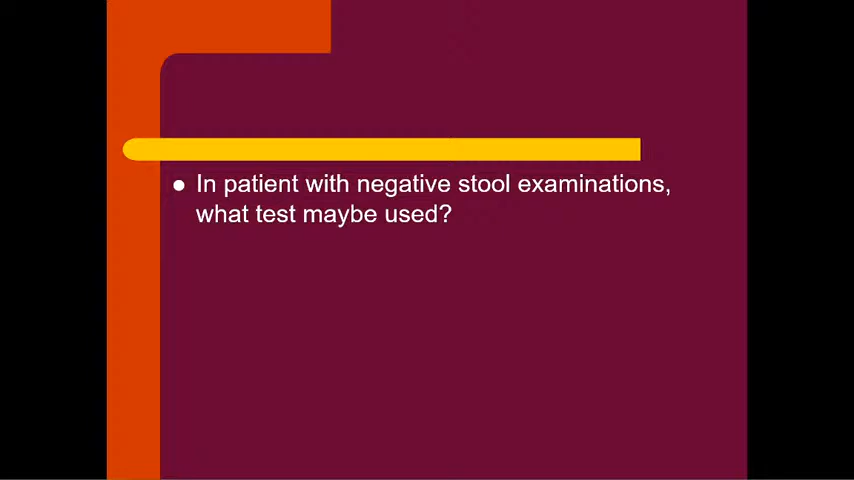 ● In patient with negative stool examinations,
what test maybe used?